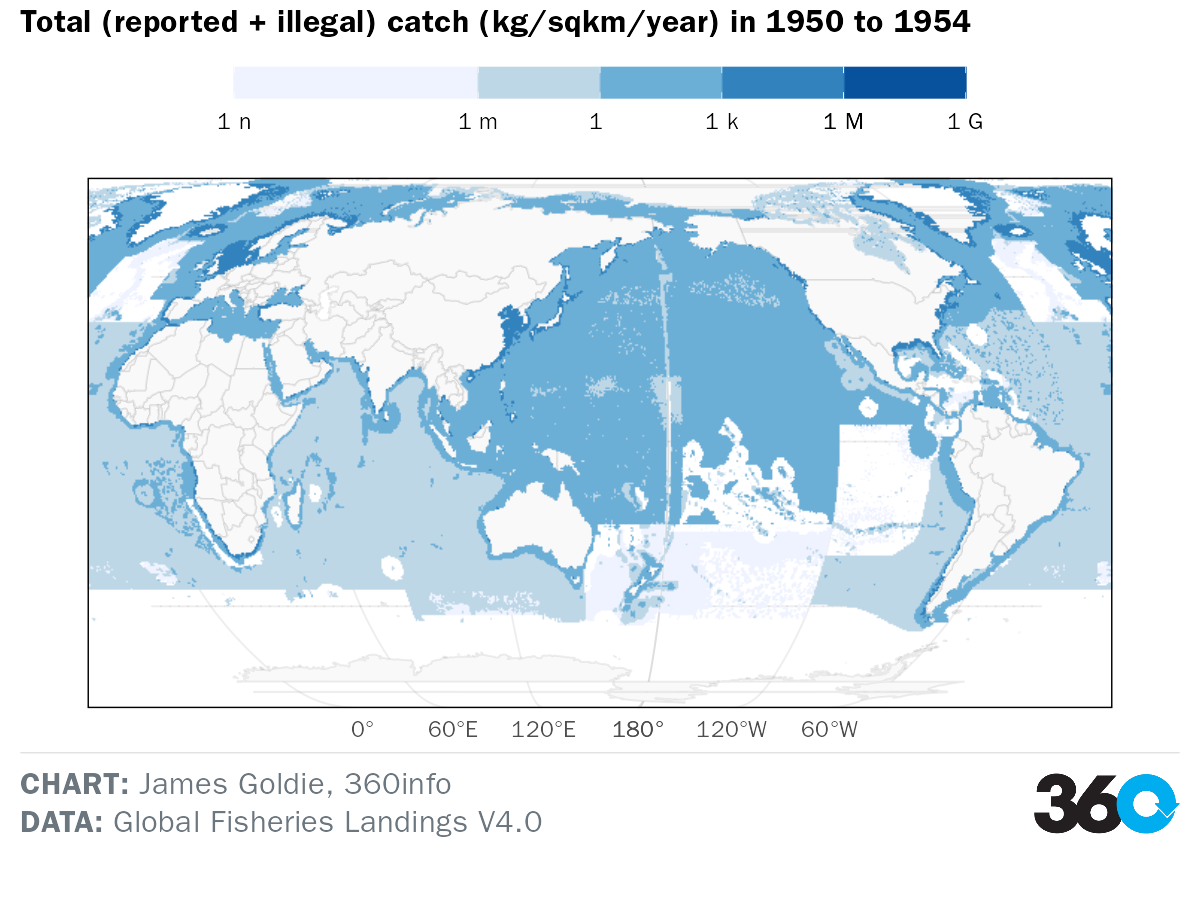 Total (reported + illegal) catch (kg/sqkm/year) in 1950 to 1954
1 n 1 m 1 1 k 1 M 1 G
0° 60°E 120°E 180° 120°W 60°W
CHART: James Goldie, 360info
DATA: Global Fisheries Landings V4.0
360